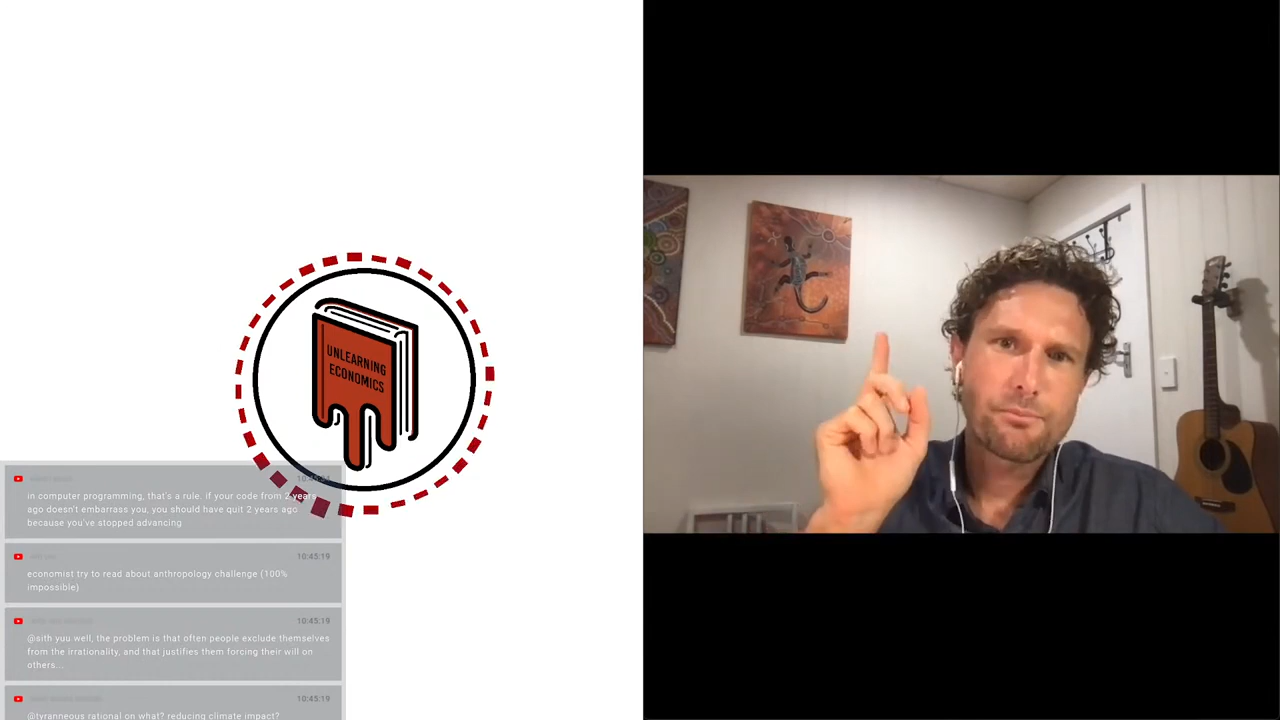 UNLEARNING
ECONOMICS
in computer programming, that's a rule. if your code from 2 years
ago doesn't embarrass you, you should have quit 2 years ago
because you've stopped advancing
10:45:19
economist try to read about anthropology challenge (100%
impossible)
10:45:19
@aith yuu well, the problem is that often people exclude themselves
from the irrationality, and that justifies them forcing their will on
others...
10:45:19
@tyranneous rational on what? reducing climate impact?